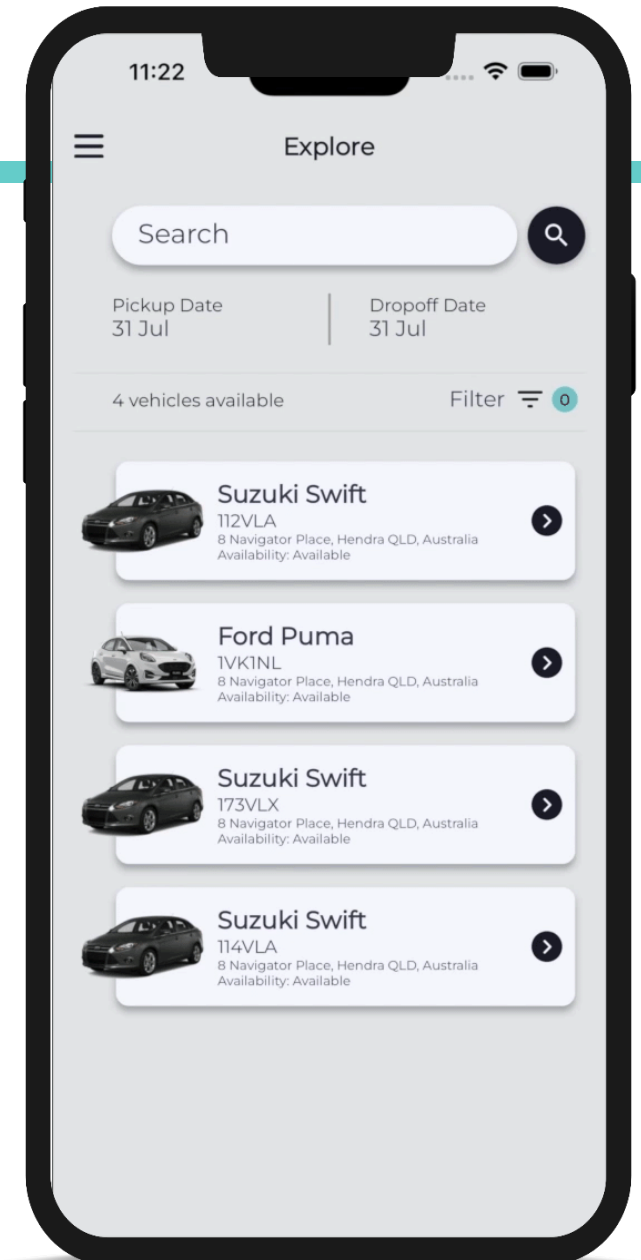 11:22
Explore
Search
Pickup Date
31 Jul
Dropoff Date
31 Jul
4 vehicles available
Filter
0
Suzuki Swift
112VLA
8 Navigator Place, Hendra QLD, Australia
Availability: Available
Ford Puma
1VK1NL
8 Navigator Place, Hendra QLD, Australia
Availability: Available
Suzuki Swift
173VLX
8 Navigator Place, Hendra QLD, Australia
Availability: Available
Suzuki Swift
114VLA
8 Navigator Place, Hendra QLD, Australia
Availability: Available